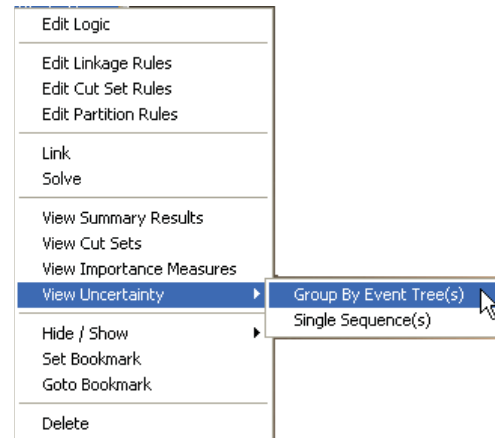 Edit Logic
Edit Linkage Rules
Edit Cut Set Rules
Edit Partition Rules
Link
Solve
View Summary Results
View Cut Sets
View Importance Measures
View Uncertainty
Group By Event Tree(s)
Single Sequence(s)
Hide / Show
Set Bookmark
Goto Bookmark
Delete